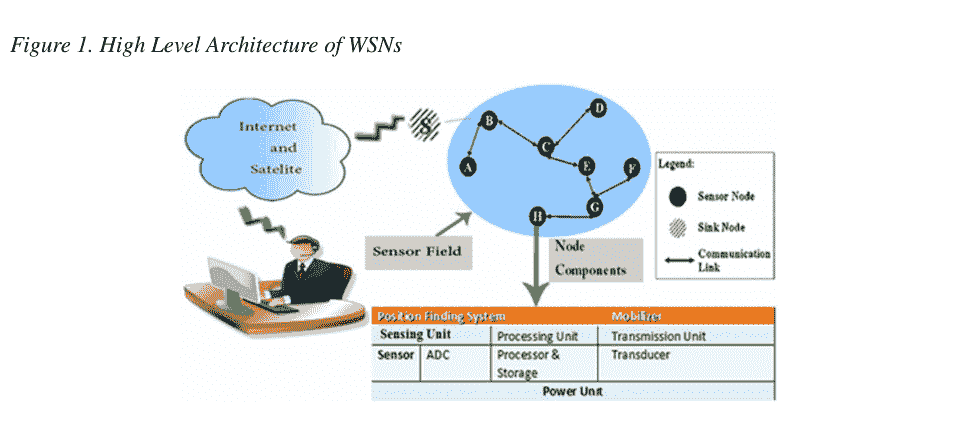 Figure 1. High Level Architecture of WSNs
Internet
and
Satelite
S
B
D
C
A
E
F
G
H
Legend:
Sensor Node
Sink Node
Communication
Link
Sensor Field
Node
Components
Position Finding System Mobilizer
Sensing Unit Processing Unit Transmission Unit
Sensor ADC Processor & Transducer
Storage
Power Unit